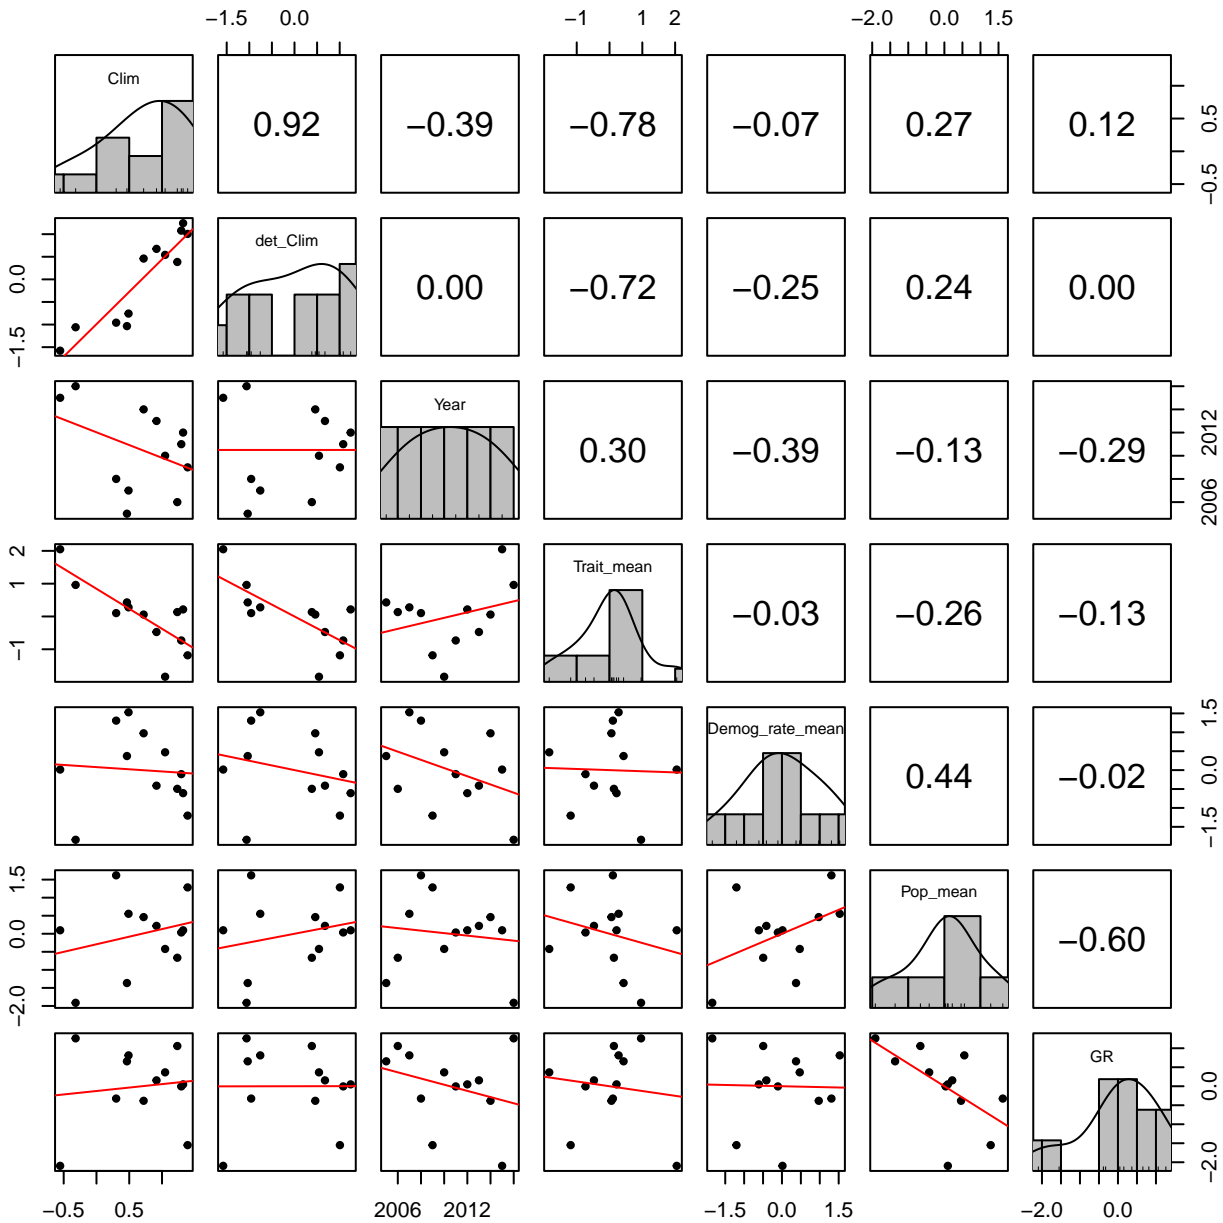 −1.5 0.0 −1 1 2 −2.0 0.0 1.5
Clim 0.92 −0.39 −0.78 −0.07 0.27 0.12 −0.5 0.5
−1.5 0.0 det_Clim 0.00 −0.72 −0.25 0.24 0.00
Year 0.30 −0.39 −0.13 −0.29 2006 2012
−1 1 2 Trait_mean −0.03 −0.26 −0.13
Demog_rate_mean 0.44 −0.02 −1.5 0.0 1.5
−2.0 0.0 1.5 Pop_mean −0.60
GR −2.0 0.0
−0.5 0.5 2006 2012 −1.5 0.0 1.5 −2.0 0.0